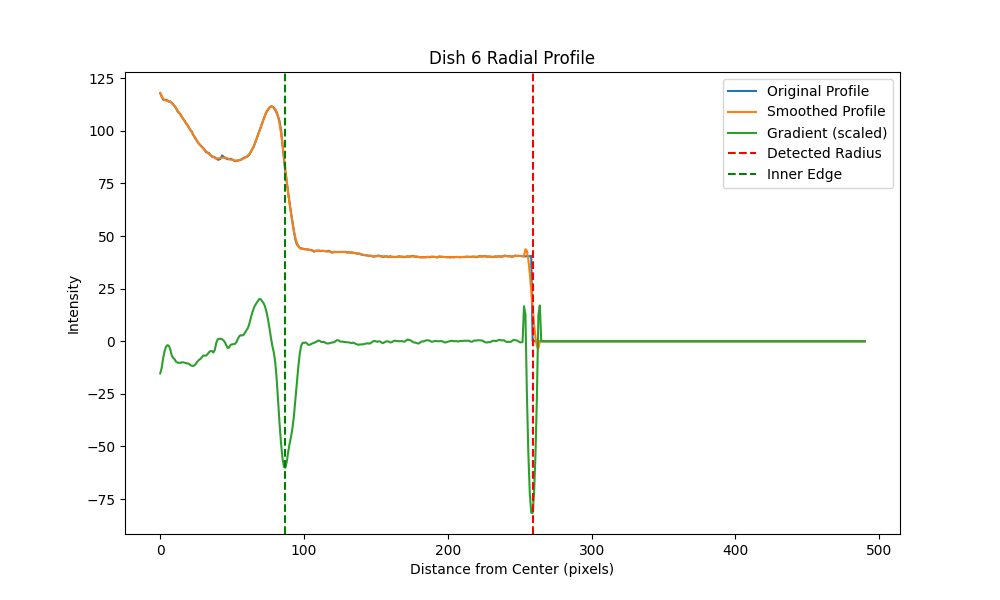 Dish 6 Radial Profile
125
100
75
50
25
0
−25
−50
−75
Intensity
Original Profile
Smoothed Profile
Gradient (scaled)
Detected Radius
Inner Edge
0 100 200 300 400 500
Distance from Center (pixels)